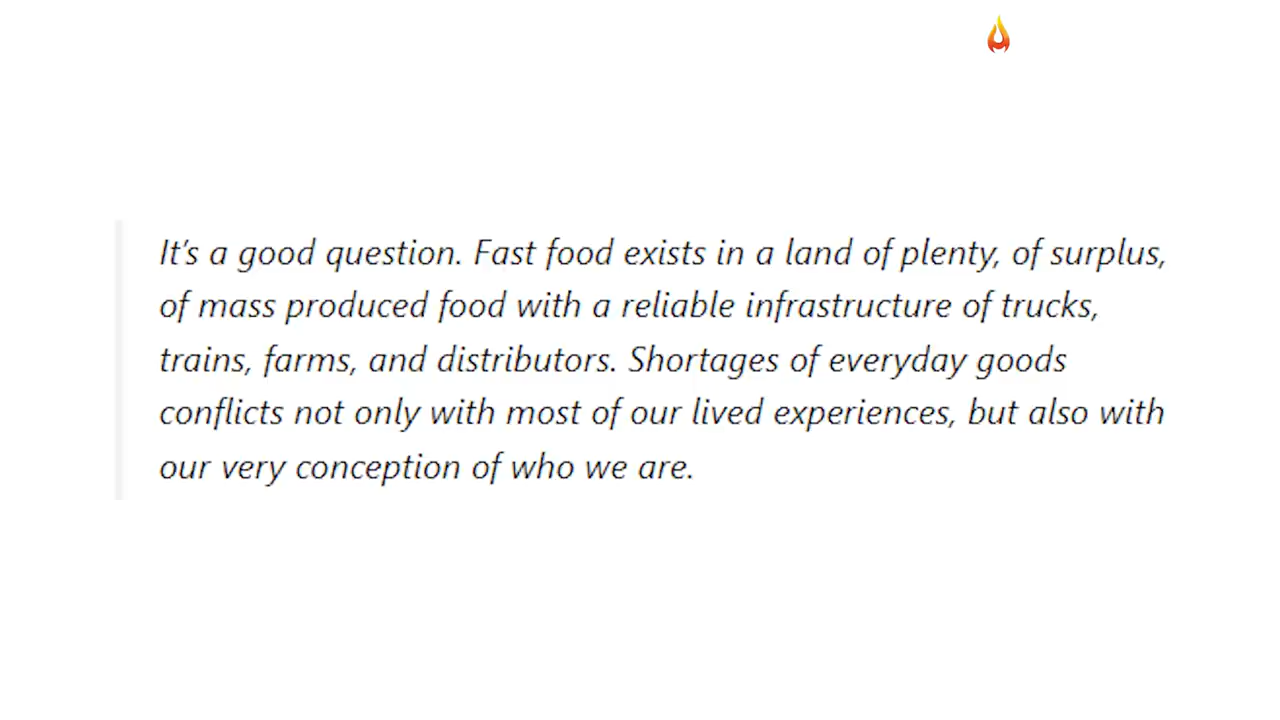 It's a good question. Fast food exists in a land of plenty, of surplus,
of mass produced food with a reliable infrastructure of trucks,
trains, farms, and distributors. Shortages of everyday goods
conflicts not only with most of our lived experiences, but also with
our very conception of who we are.